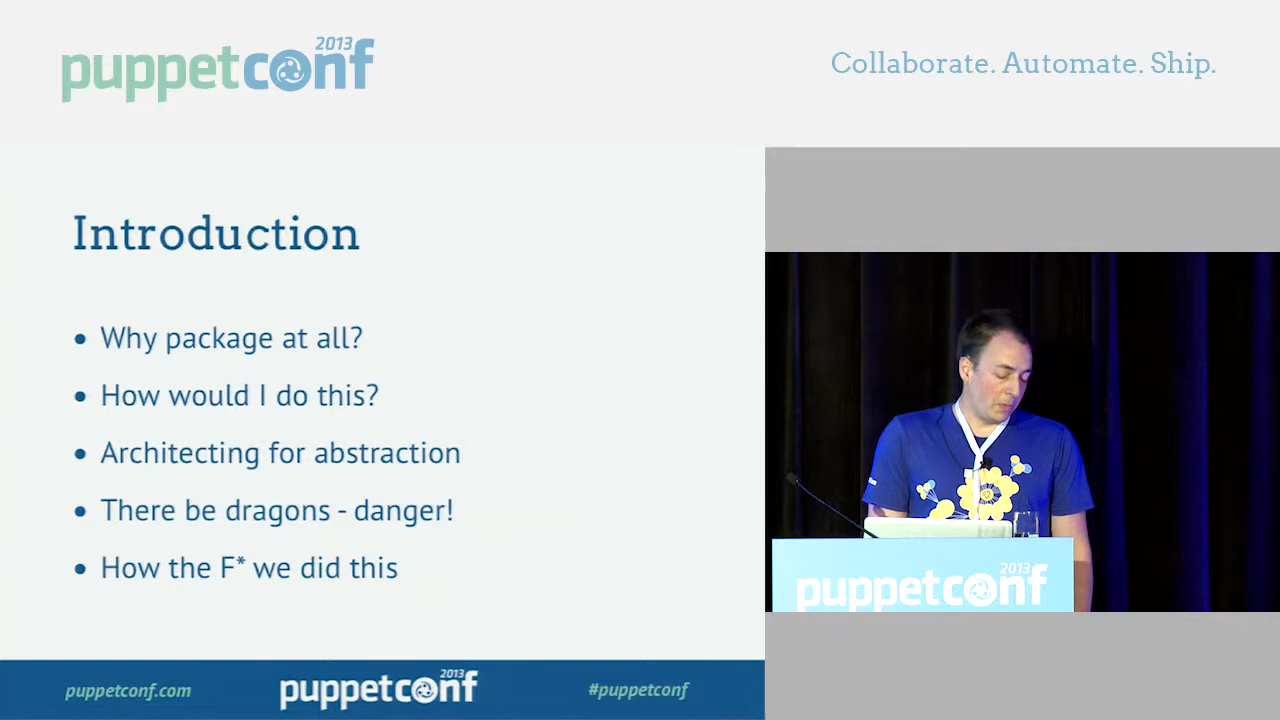 puppetconf 2013
Collaborate. Automate. Ship.
Introduction
• Why package at all?
• How would I do this?
• Architecting for abstraction
• There be dragons - danger!
• How the F* we did this
puppetconf 2013
puppetconf.com
puppetconf 2013
#puppetconf